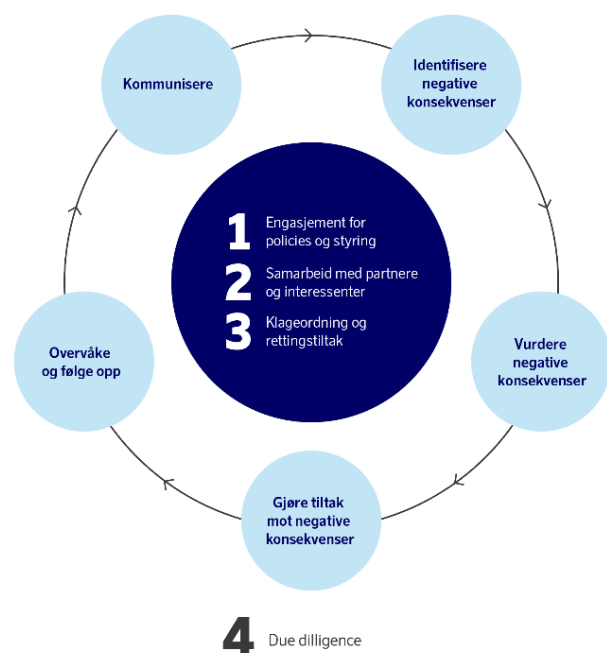 Kommunisere
Identifisere
negative
konsekvenser
1 Engasjement for
policies og styring
2 Samarbeid med partnere
og interessenter
3 Klageordning og
rettingstiltak
Vurdere
negative
konsekvenser
Overvåke
og følge opp
Gjøre tiltak
mot negative
konsekvenser
4 Due dilligence